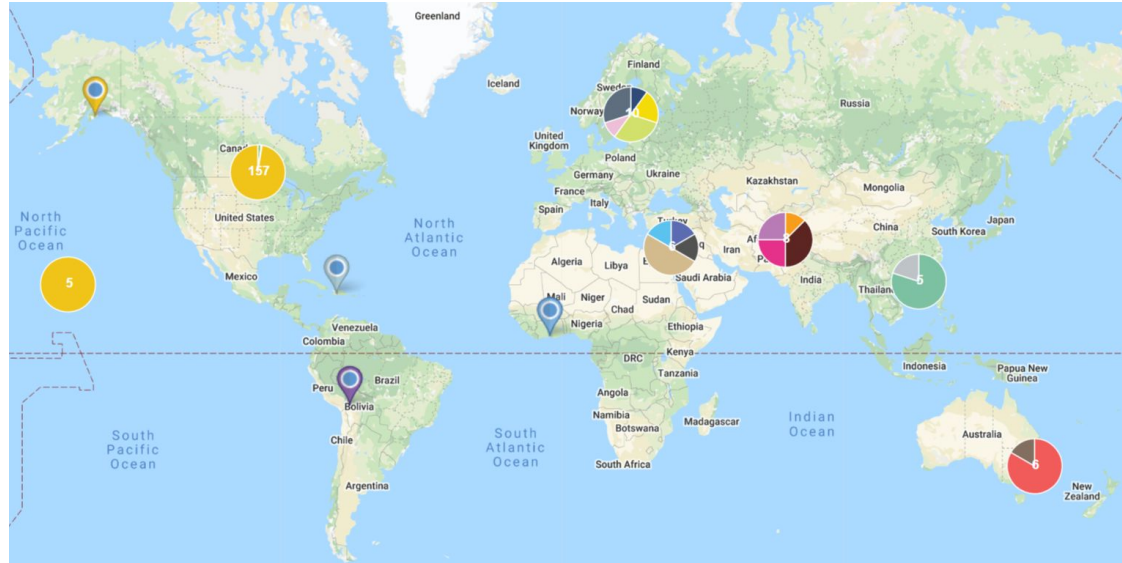 Greenland
Iceland
Finland
Sweden
Norway
Russia
United
Kingdom
Poland
Germany
Ukraine
France
Kazakhstan
Mongolia
Italy
Spain
Turkey
China
Japan
South Korea
Canada
157
United States
North
Pacific
Ocean
North
Atlantic
Ocean
Iran
Algeria
Libya
Saudi Arabia
India
5
Mexico
Mali
Niger
Sudan
Chad
Thailand
5
Nigeria
Ethiopia
Venezuela
Colombia
DRC
Kenya
Tanzania
Indonesia
Papua New
Guinea
Peru
Brazil
Bolivia
Angola
Namibia
Botswana
Madagascar
Indian
Ocean
South
Pacific
Ocean
South
Atlantic
Ocean
Chile
Australia
South Africa
6
Argentina
New
Zealand